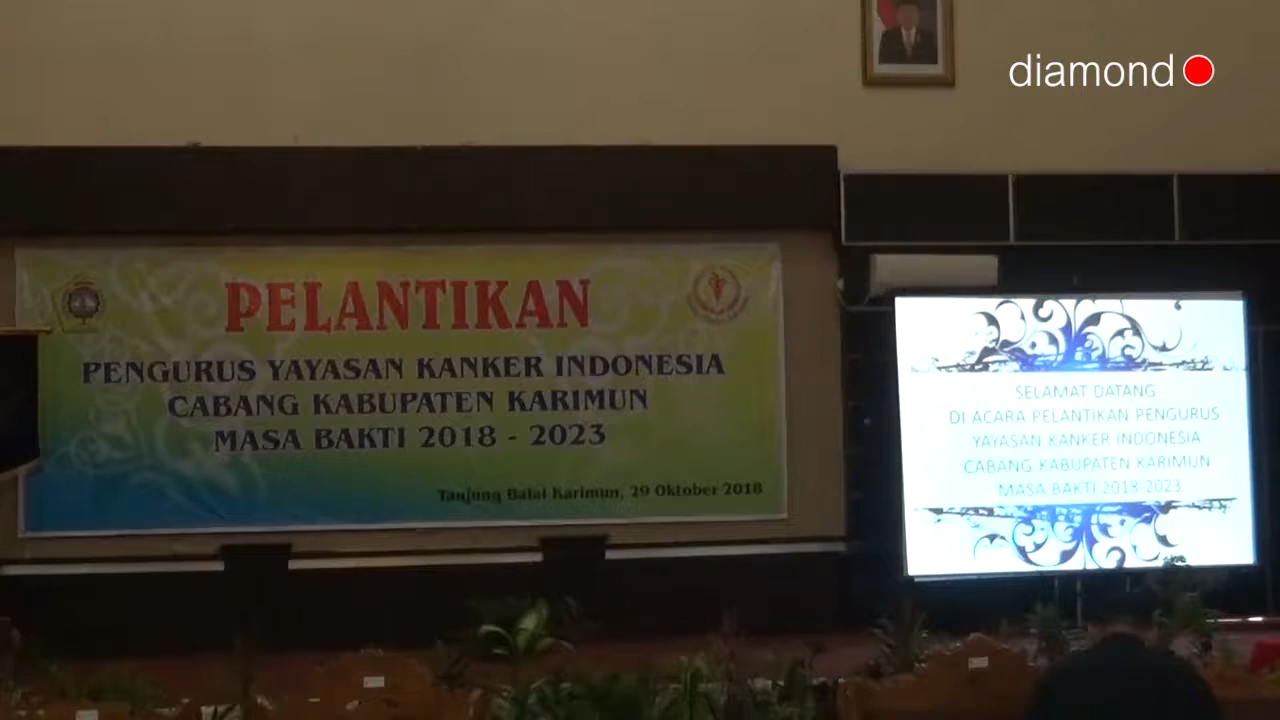 diamond
PELANTIKAN
PENGURUS YAYASAN KANKER INDONESIA
CABANG KABUPATEN KARIMUN
MASA BAKTI 2018 - 2023
Tanjung Balai Karimun, 29 Oktober 2018
SELAMAT DATANG
DI ACARA PELANTIKAN PENGURUS
YAYASAN KANKER INDONESIA
CABANG KABUPATEN KARIMUN
MASA BAKTI 2018-2023